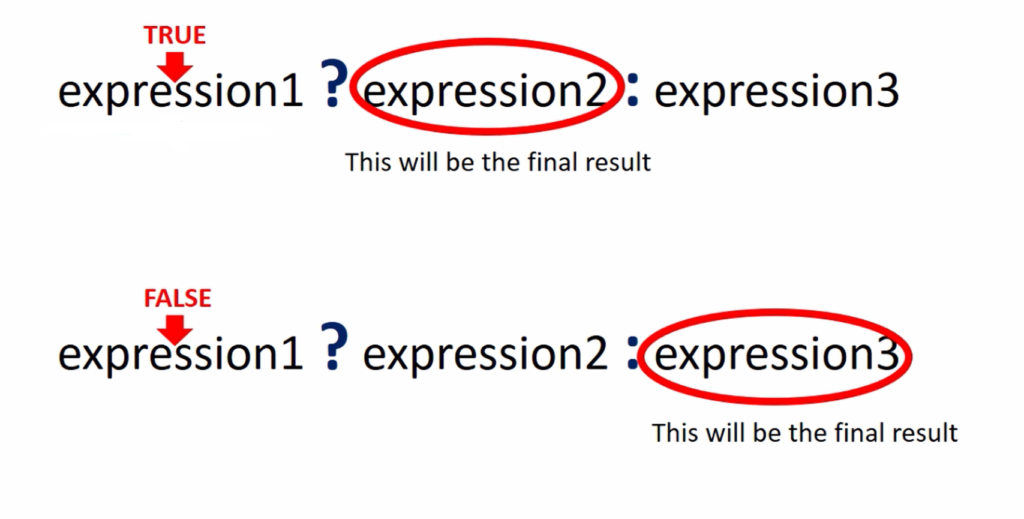 TRUE
expression1 ? expression2 : expression3
This will be the final result
FALSE
expression1 ? expression2 : expression3
This will be the final result